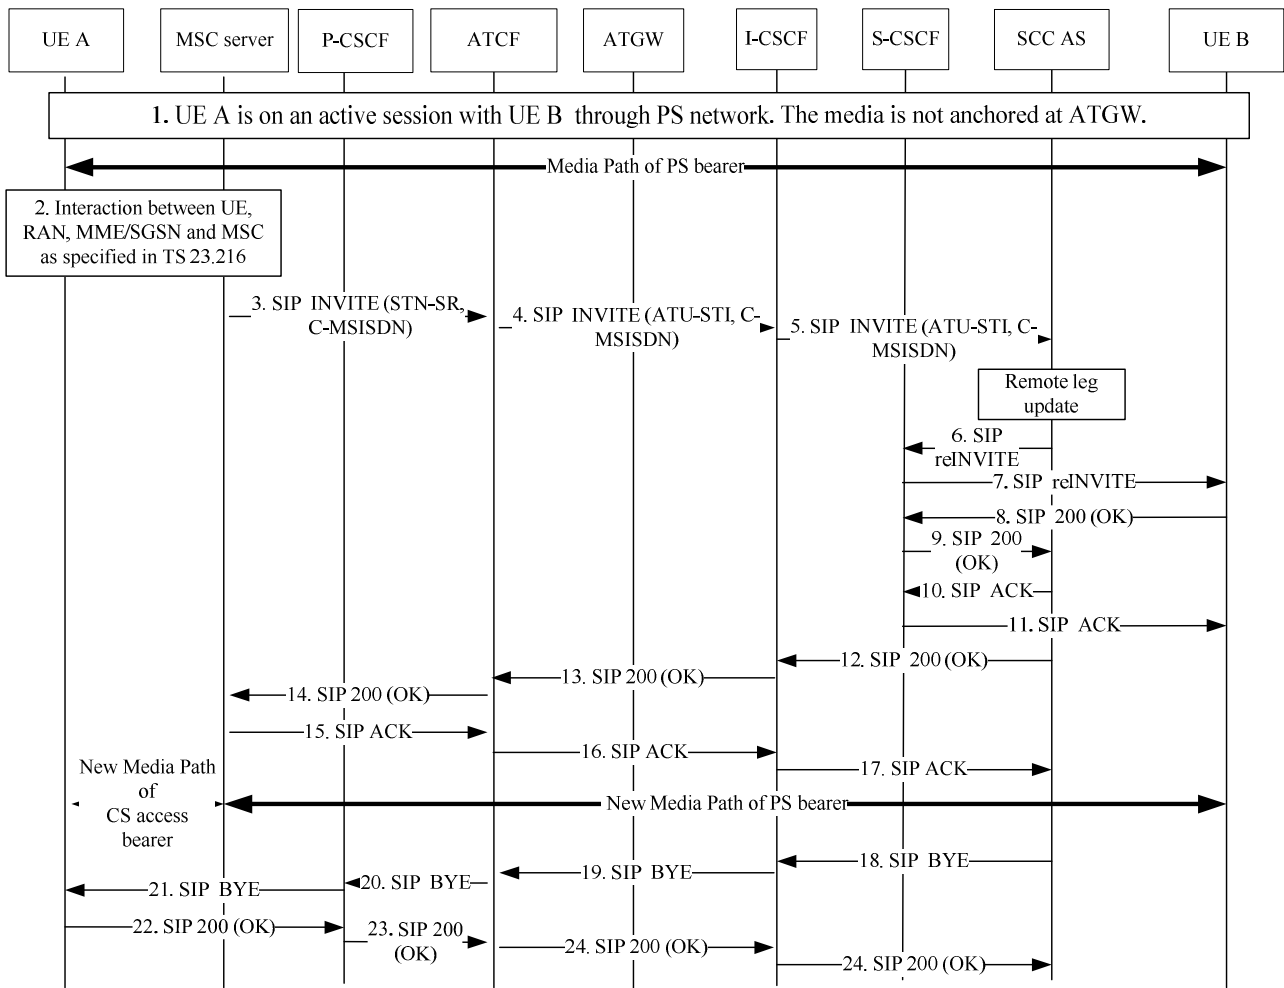 UE A
MSC server
P-CSCF
ATCF
ATGW
I-CSCF
S-CSCF
SCC AS
UE B
1. UE A is on an active session with UE B through PS network. The media is not anchored at ATGW.
Media Path of PS bearer
2. Interaction between UE,
RAN, MME/SGSN and MSC
as specified in TS 23.216
3. SIP INVITE (STN-SR,
C-MSISDN)
4. SIP INVITE (ATU-STI, C-
MSISDN)
5. SIP INVITE (ATU-STI, C-
MSISDN)
Remote leg
update
6. SIP
reINVITE
7. SIP reINVITE
8. SIP 200 (OK)
9. SIP 200
(OK)
10. SIP ACK
11. SIP ACK
12. SIP 200 (OK)
13. SIP 200 (OK)
14. SIP 200 (OK)
15. SIP ACK
16. SIP ACK
17. SIP ACK
New Media Path
of
CS access
bearer
New Media Path of PS bearer
18. SIP BYE
19. SIP BYE
20. SIP BYE
21. SIP BYE
22. SIP 200 (OK)
23. SIP 200
(OK)
24. SIP 200 (OK)
24. SIP 200 (OK)